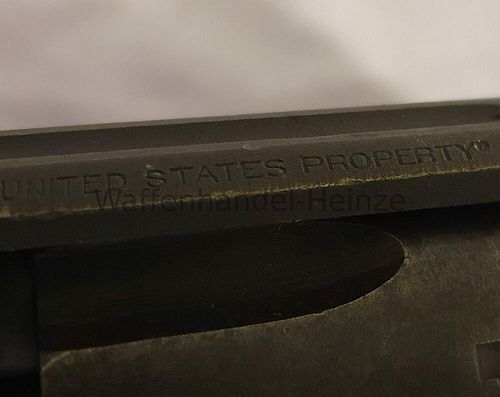 UNITED STATES PROPERTY"
Waffenhandel-Heinze